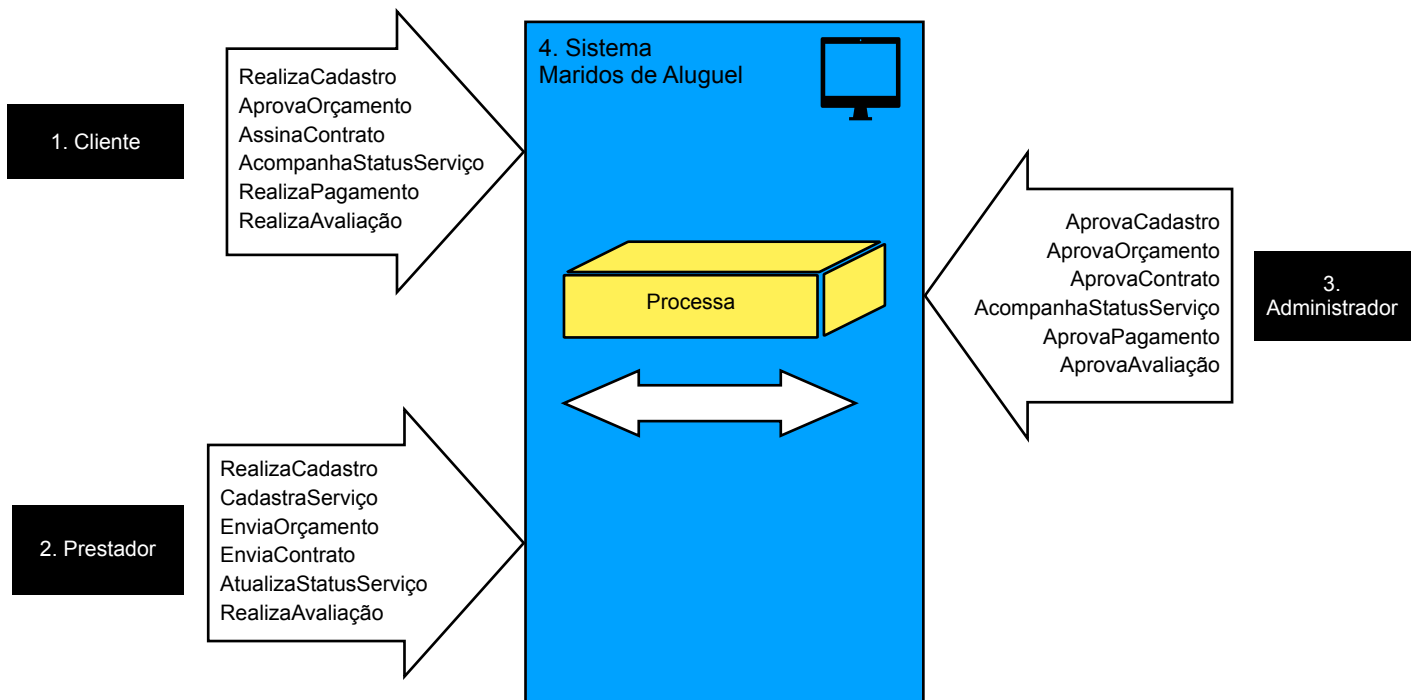 1. Cliente
RealizaCadastro
AprovaOrçamento
AssinaContrato
AcompanhaStatusServiço
RealizaPagamento
RealizaAvaliação
2. Prestador
RealizaCadastro
CadastraServiço
EnviaOrçamento
EnviaContrato
AtualizaStatusServiço
RealizaAvaliação
4. Sistema
Maridos de Aluguel
Processa
AprovaCadastro
AprovaOrçamento
AprovaContrato
AcompanhaStatusServiço
AprovaPagamento
AprovaAvaliação
3.
Administrador